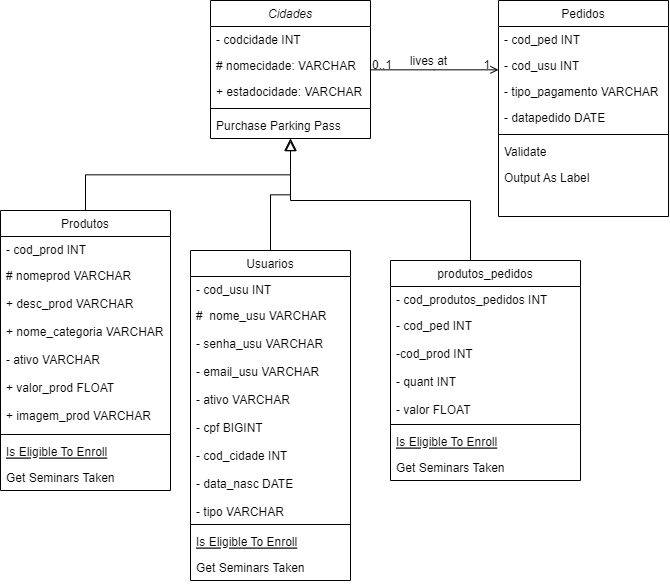 Cidades
- codcidade INT
# nomecidade: VARCHAR
+ estadocidade: VARCHAR
Purchase Parking Pass
0..1
lives at
1
Pedidos
- cod_ped INT
- cod_usu INT
- tipo_pagamento VARCHAR
- datapedido DATE
Validate
Output As Label
Produtos
- cod_prod INT
# nomeprod VARCHAR
+ desc_prod VARCHAR
+ nome_categoria VARCHAR
- ativo VARCHAR
+ valor_prod FLOAT
+ imagem_prod VARCHAR
Is Eligible To Enroll
Get Seminars Taken
Usuarios
- cod_usu INT
#  nome_usu VARCHAR
- senha_usu VARCHAR
- email_usu VARCHAR
- ativo VARCHAR
- cpf BIGINT
- cod_cidade INT
- data_nasc DATE
- tipo VARCHAR
Is Eligible To Enroll
Get Seminars Taken
produtos_pedidos
- cod_produtos_pedidos INT
- cod_ped INT
-cod_prod INT
- quant INT
- valor FLOAT
Is Eligible To Enroll
Get Seminars Taken